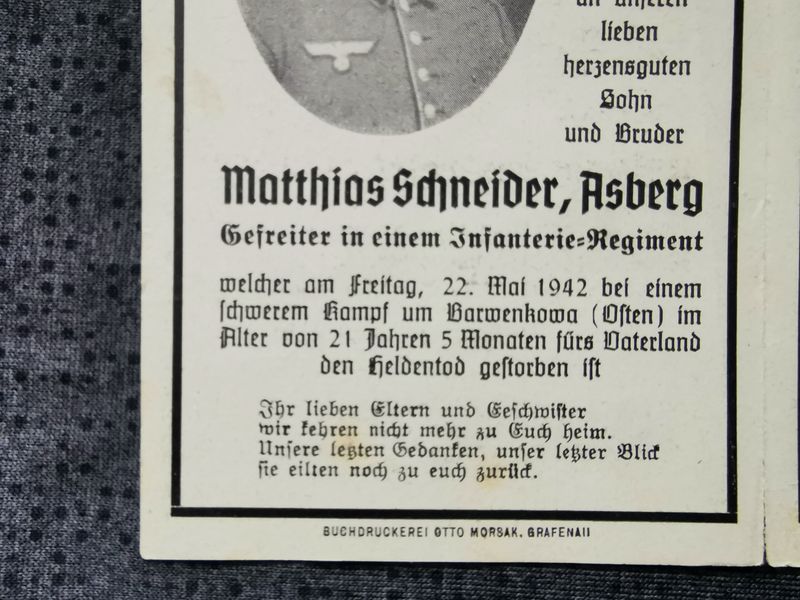 an unseren
lieben
herzensguten
Sohn
und Bruder
Matthias Schneider, Asberg
Gefreiter in einem Infanterie=Regiment
welcher am Freitag, 22. Mai 1942 bei einem
schwerem Kampf um Barwenkowa (Osten) im
Alter von 21 Jahren 5 Monaten fürs Vaterland
den Heldentod gestorben ist
Ihr lieben Eltern und Geschwister
wir kehren nicht mehr zu Euch heim.
Unsere letzten Gedanken, unser letzter Blick
sie eilten noch zu euch zurück.
BUCHDRUCKEREI OTTO MORSAK, GRAFENAU